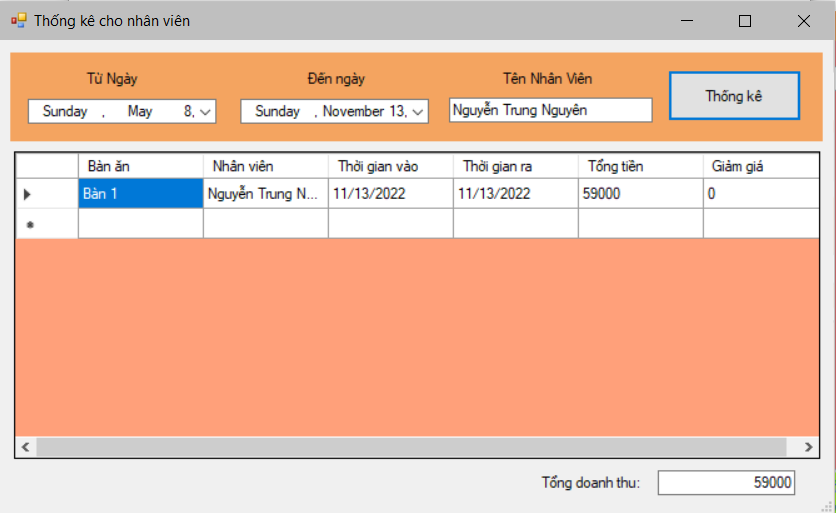 Thống kê cho nhân viên
Từ Ngày Đến ngày Tên Nhân Viên
Sunday , May 8, Sunday , November 13, Nguyễn Trung Nguyên Thống kê
Bàn ăn Nhân viên Thời gian vào Thời gian ra Tổng tiền Giảm giá
Bàn 1 Nguyễn Trung N... 11/13/2022 11/13/2022 59000 0
Tổng doanh thu: 59000